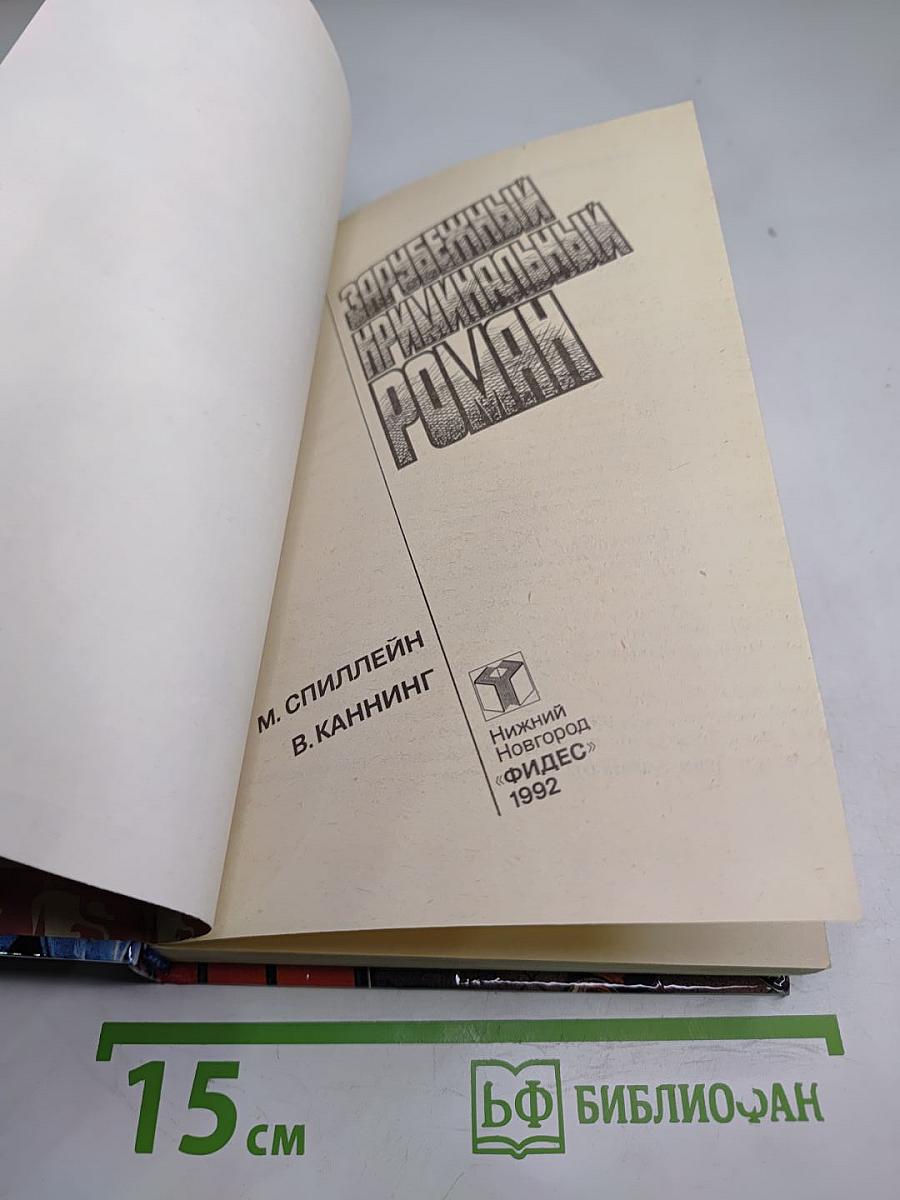 ЗАРУБЕЖНЫЙ
КРИМИНАЛЬНЫЙ
РОМАН
М. СПИЛЛЕЙН
В. КАННИНГ
Нижний
Новгород
«ФИДЕС»
1992
15 см
БФ БИБЛИОФАН